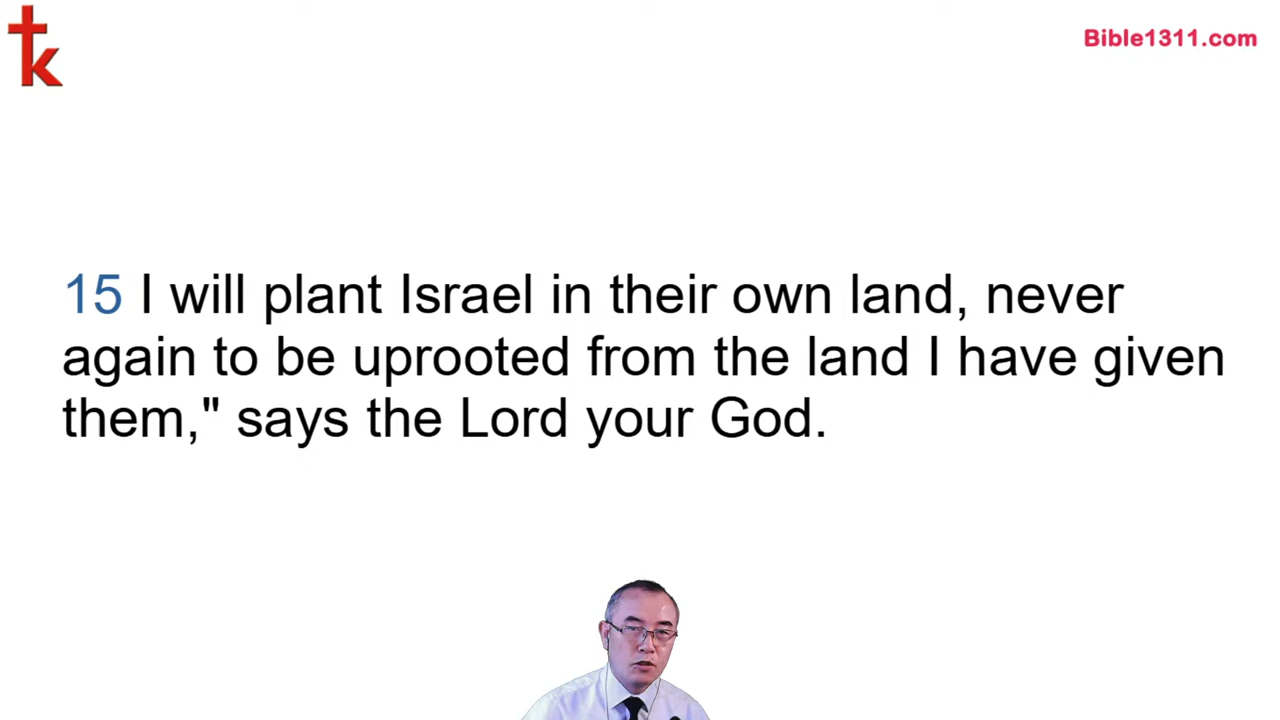 tk
Bible1311.com
15 I will plant Israel in their own land, never
again to be uprooted from the land I have given
them," says the Lord your God.